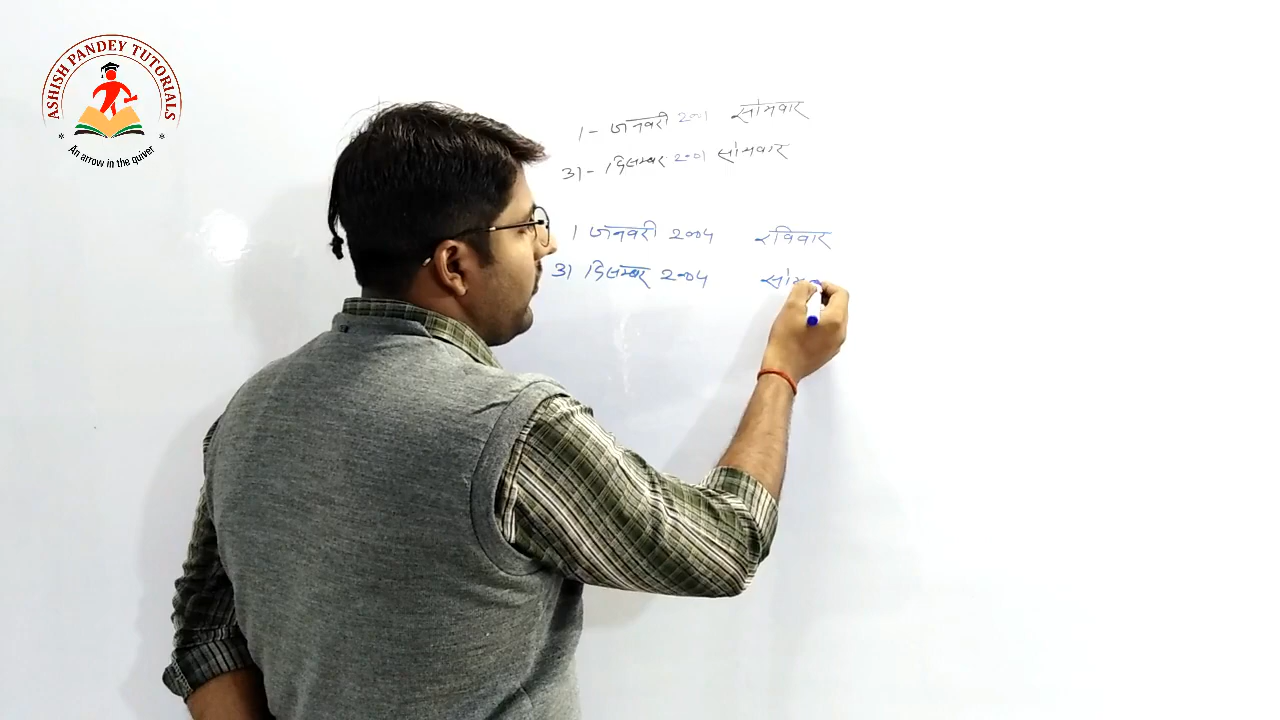 ASHISH PANDEY TUTORIALS
An arrow in the quiver
1 - जनवरी 2001 सोमवार
31 - दिसम्बर 2001 सोमवार
1 जनवरी 2004 रविवार
31 दिसम्बर 2004 सोम